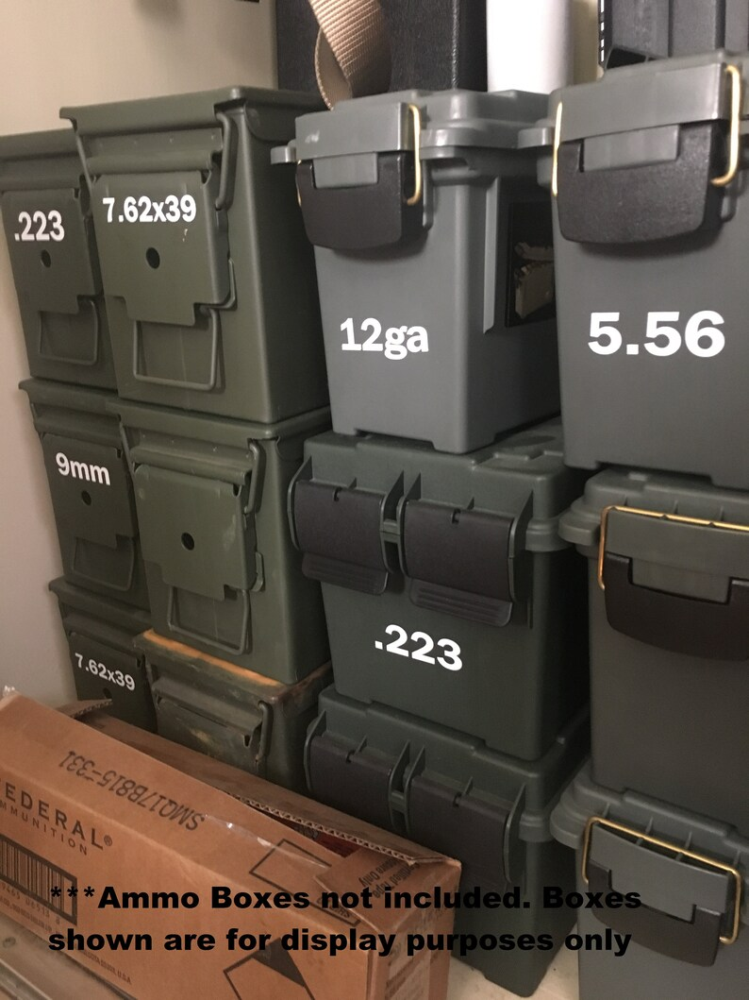 .223
7.62x39
12ga
5.56
9mm
.223
7.62x39
SMQ17B815-331
FEDERAL®
AMMUNITION
***Ammo Boxes not included. Boxes
shown are for display purposes only